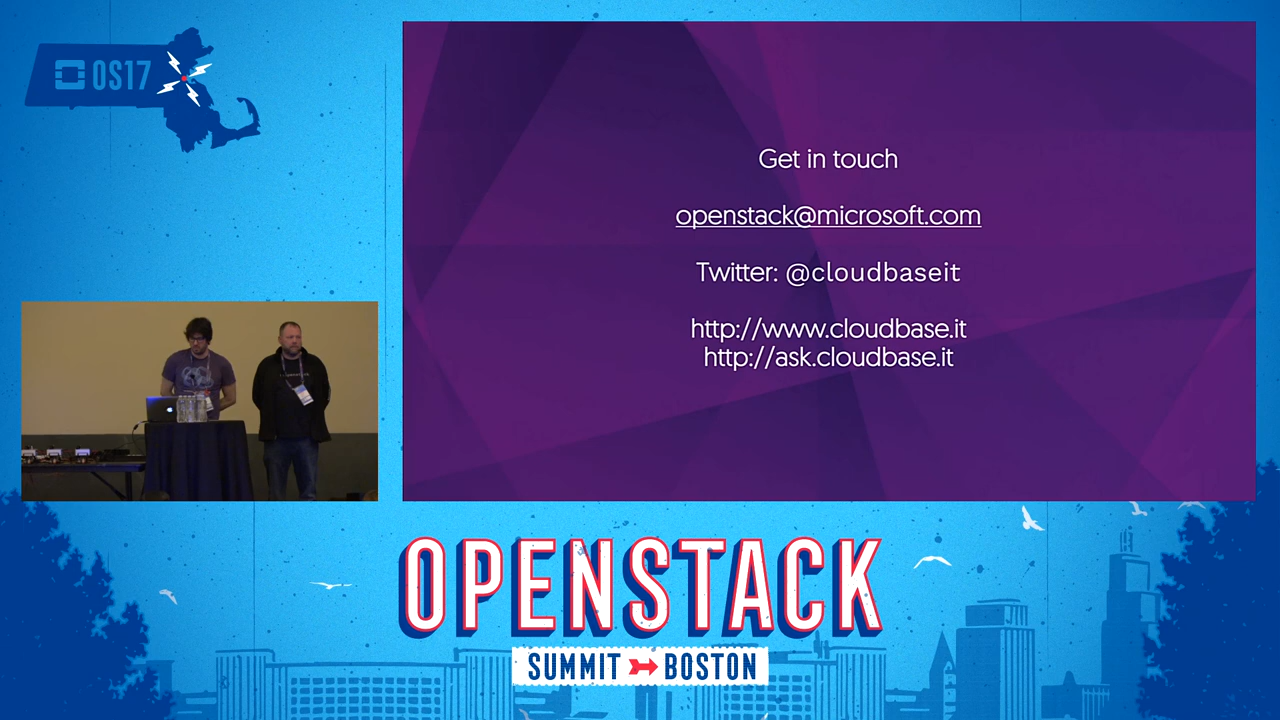 OS17
Get in touch
openstack@microsoft.com
Twitter: @cloudbaseit
http://www.cloudbase.it
http://ask.cloudbase.it
OPENSTACK
SUMMIT BOSTON